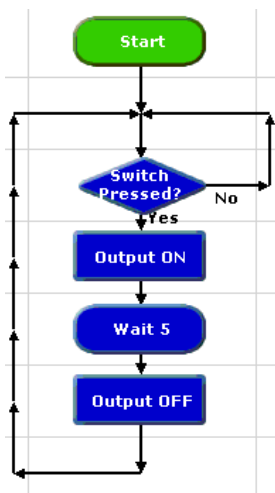 Start
Switch
Pressed?
No
Yes
Output ON
Wait 5
Output OFF